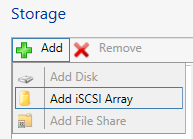 Storage
Add Remove
Add Disk
Add iSCSI Array
Add File Share